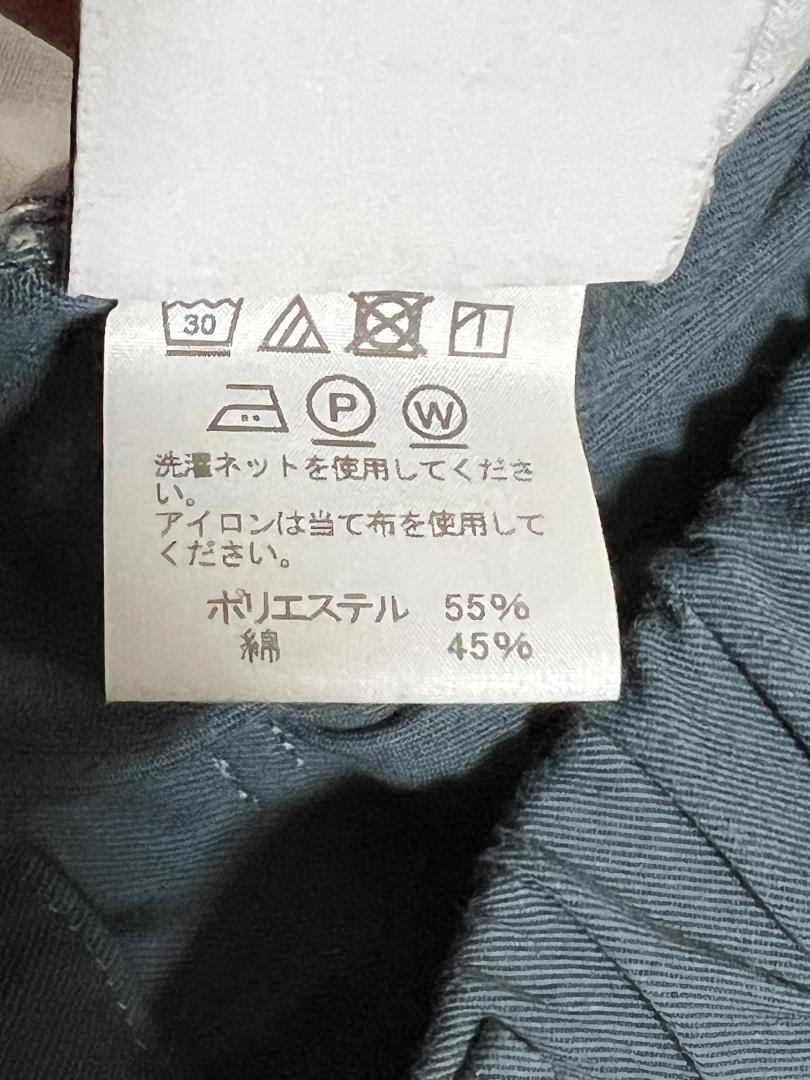 30
P W
洗濯ネットを使用してくださ
い。
アイロンは当て布を使用して
ください。
ポリエステル 55%
綿 45%